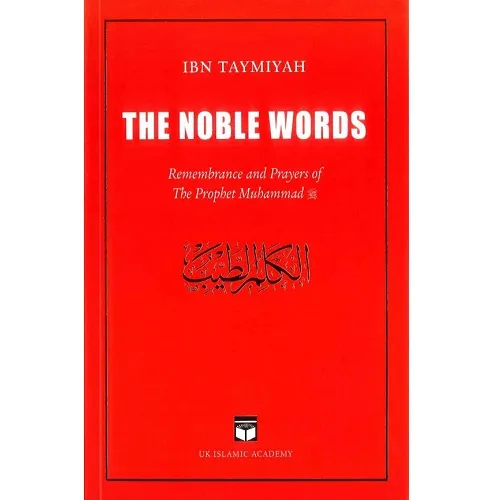 IBN TAYMIYAH
THE NOBLE WORDS
Remembrance and Prayers of
The Prophet Muhammad ﷺ
الكلم الطيب
UK ISLAMIC ACADEMY